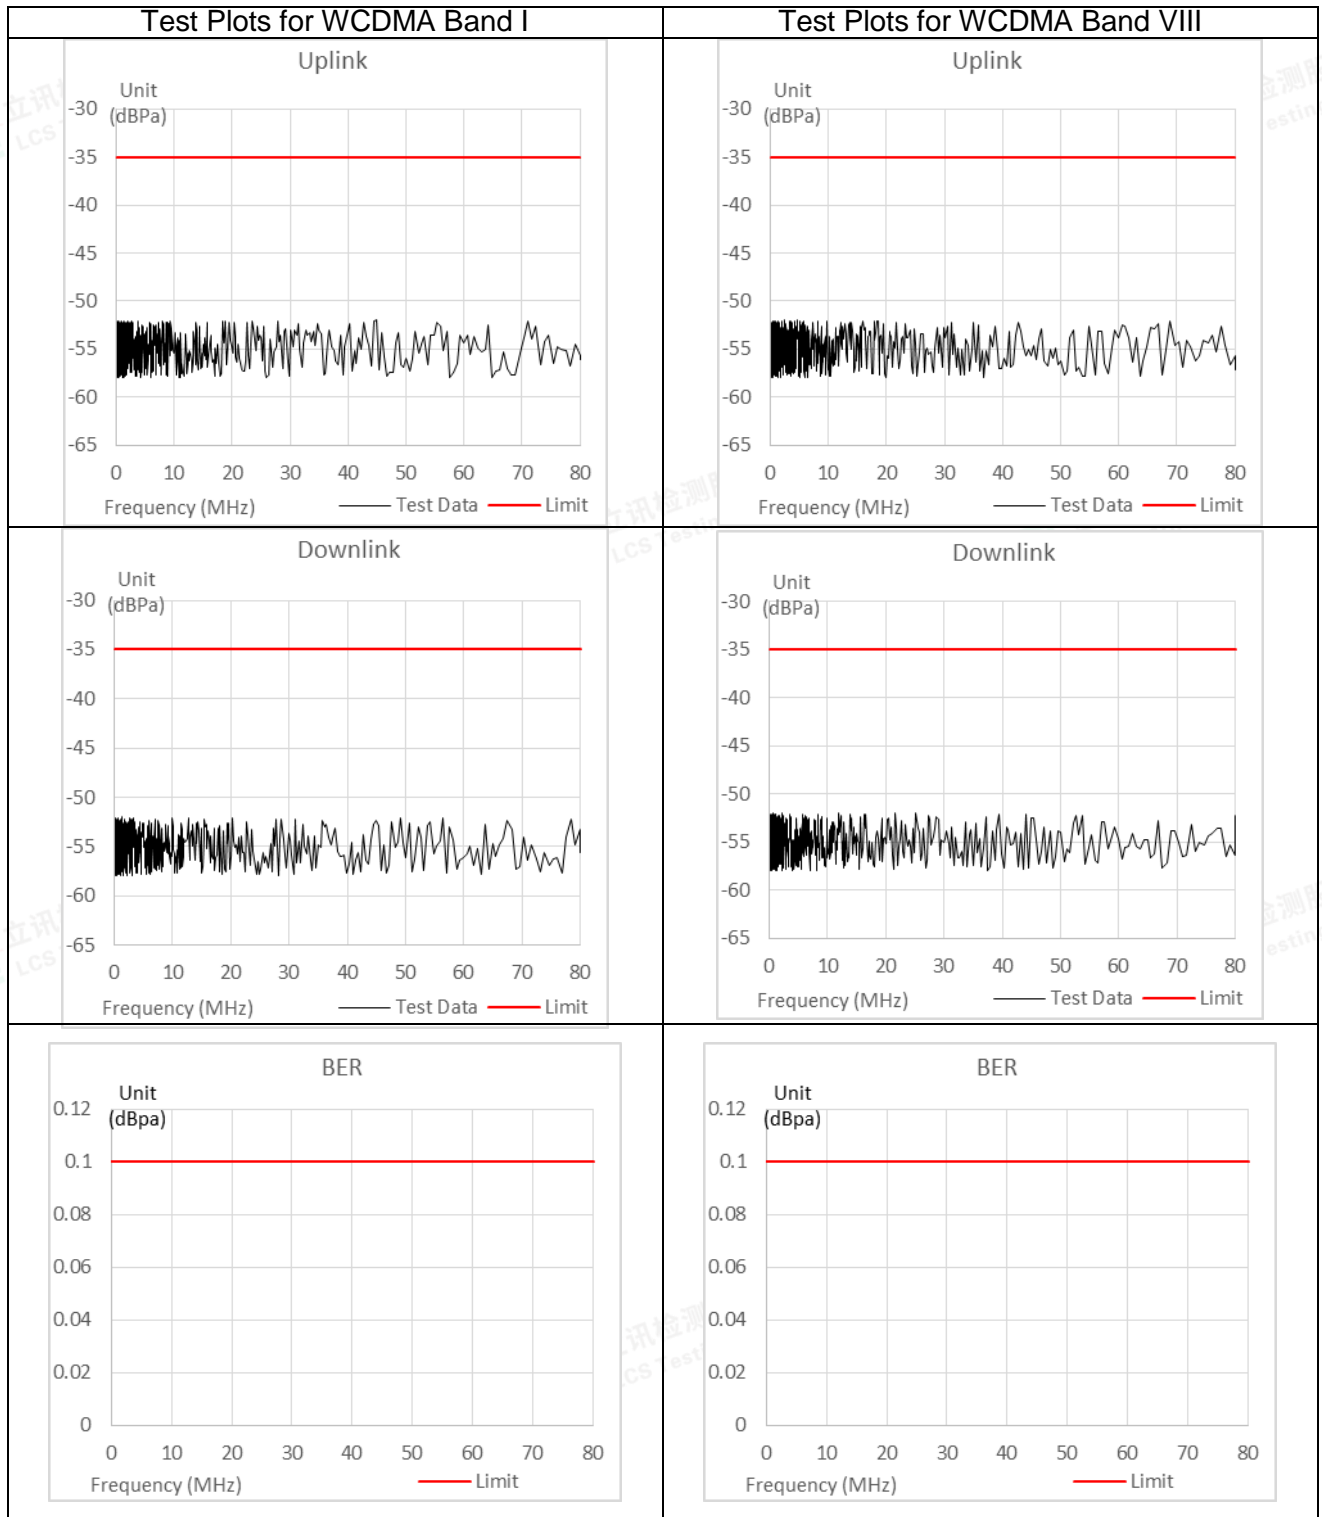 Test Plots for WCDMA Band I
Test Plots for WCDMA Band VIII
Uplink
Unit
(dBPa)
-30
-35
-40
-45
-50
-55
-60
-65
0 10 20 30 40 50 60 70 80
Frequency (MHz) Test Data Limit
Uplink
Unit
(dBPa)
-30
-35
-40
-45
-50
-55
-60
-65
0 10 20 30 40 50 60 70 80
Frequency (MHz) Test Data Limit
Downlink
Unit
(dBPa)
-30
-35
-40
-45
-50
-55
-60
-65
0 10 20 30 40 50 60 70 80
Frequency (MHz) Test Data Limit
Downlink
Unit
(dBPa)
-30
-35
-40
-45
-50
-55
-60
-65
0 10 20 30 40 50 60 70 80
Frequency (MHz) Test Data Limit
BER
Unit
(dBpa)
0.12
0.1
0.08
0.06
0.04
0.02
0
0 10 20 30 40 50 60 70 80
Frequency (MHz) Limit
BER
Unit
(dBpa)
0.12
0.1
0.08
0.06
0.04
0.02
0
0 10 20 30 40 50 60 70 80
Frequency (MHz) Limit